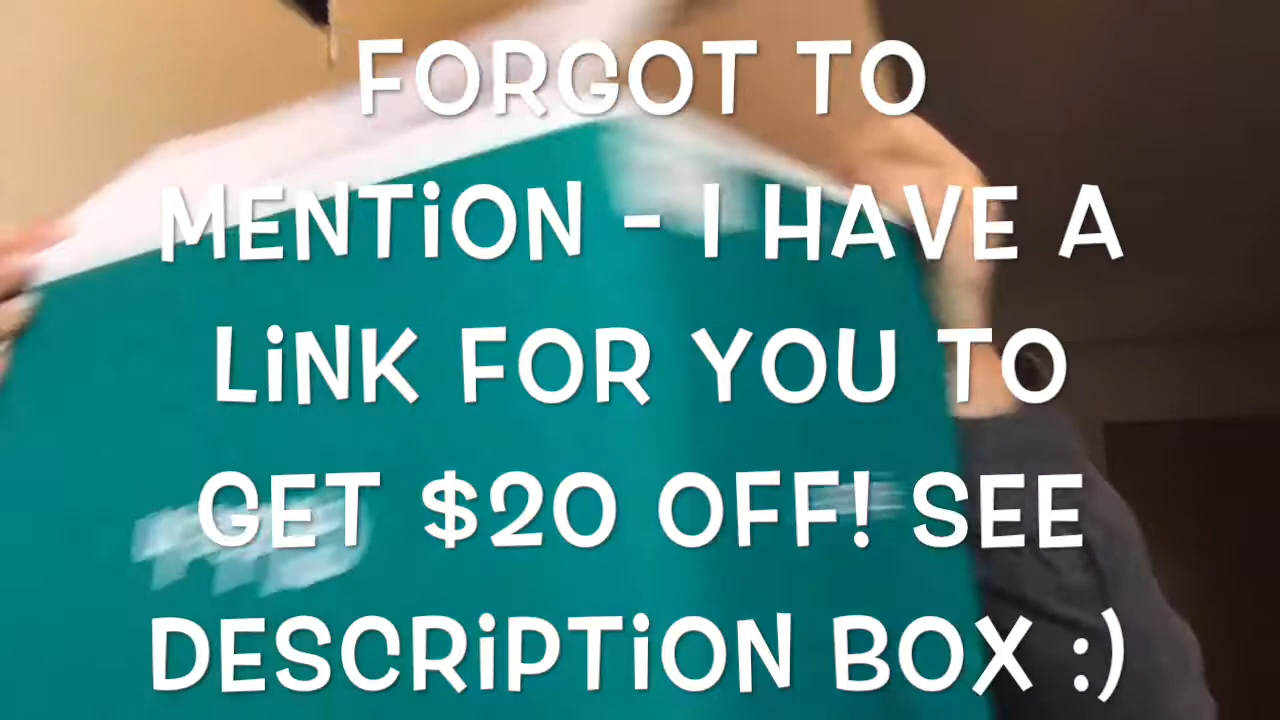 FORGOT TO
MENTION - I HAVE A
LINK FOR YOU TO
GET $20 OFF! SEE
DESCRIPTION BOX :)